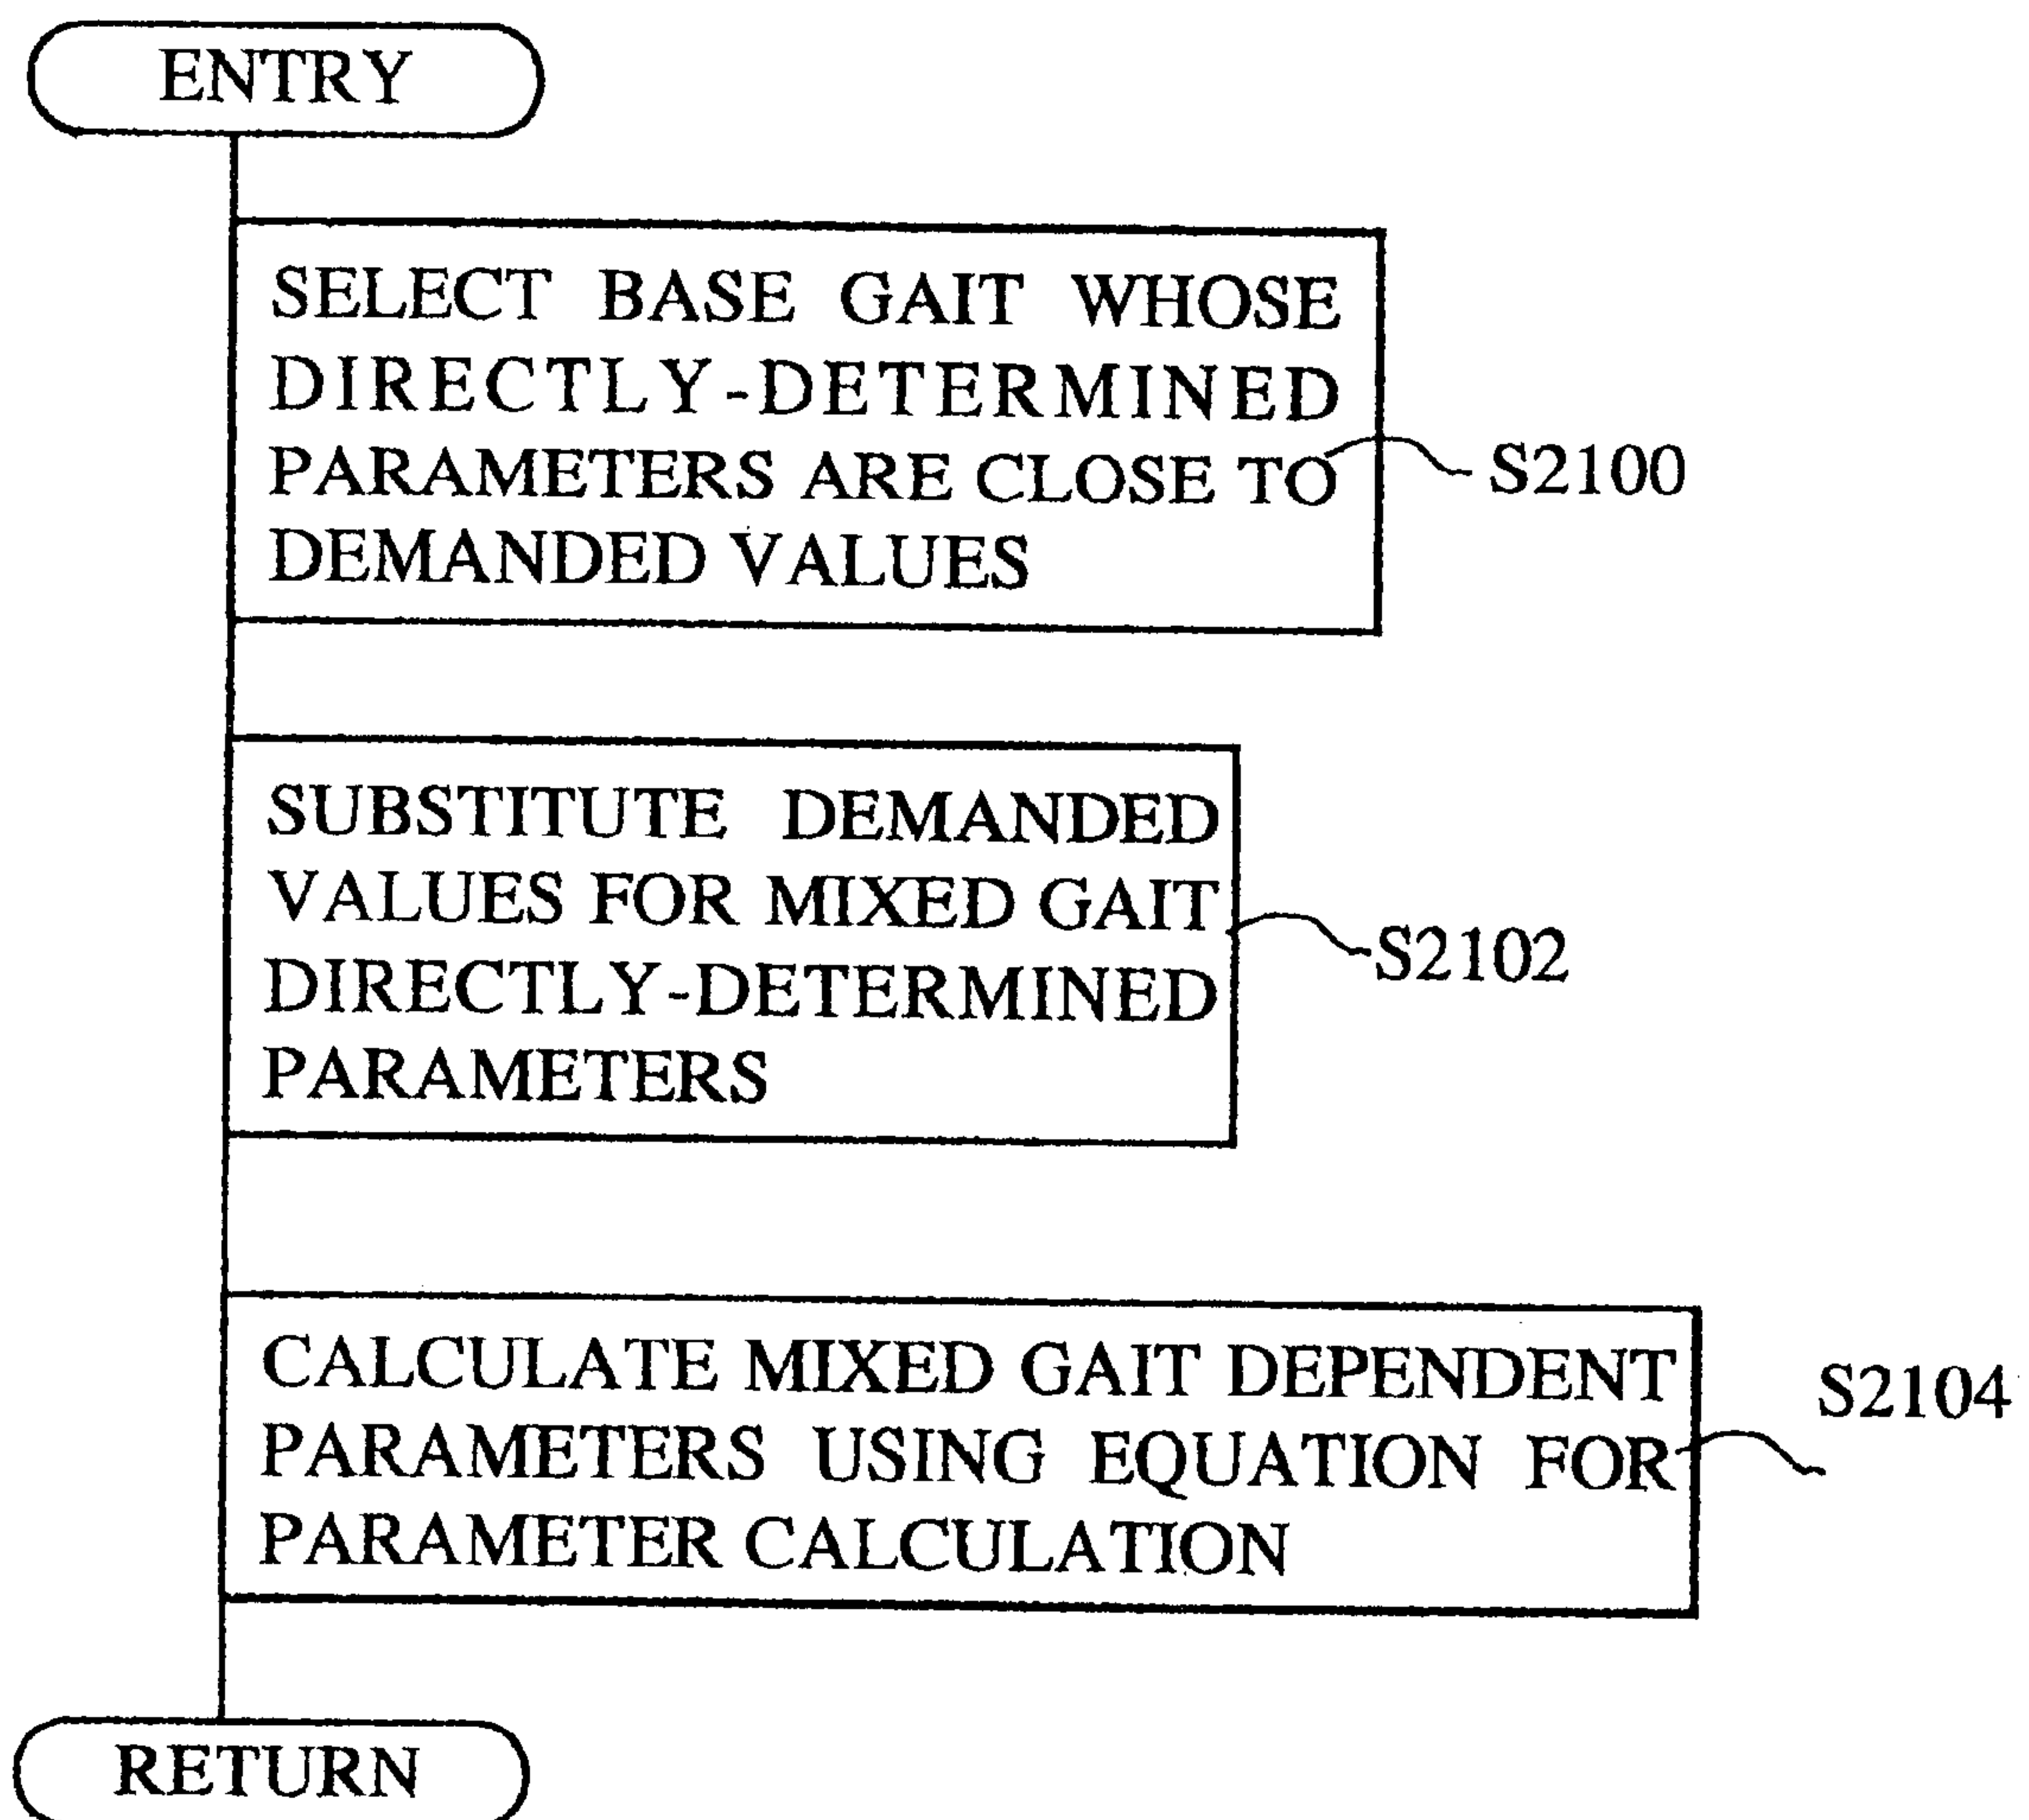 ENTRY
SELECT BASE GAIT WHOSE
DIRECTLY-DETERMINED
PARAMETERS ARE CLOSE TO
DEMANDED VALUES
S2100
SUBSTITUTE DEMANDED
VALUES FOR MIXED GAIT
DIRECTLY-DETERMINED
PARAMETERS
S2102
CALCULATE MIXED GAIT DEPENDENT
PARAMETERS USING EQUATION FOR
PARAMETER CALCULATION
S2104
RETURN